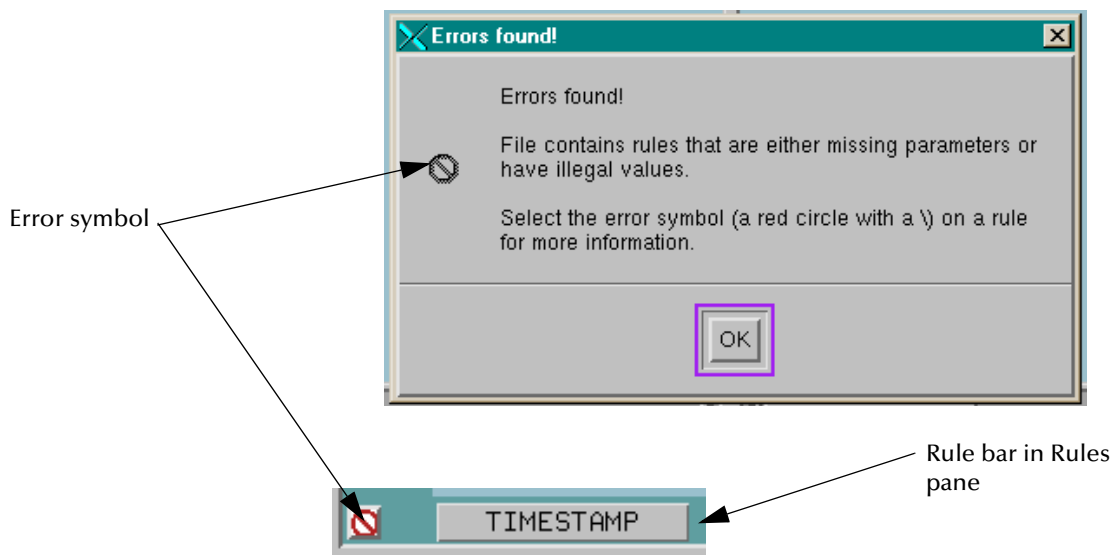 Errors found!
Errors found!
File contains rules that are either missing parameters or
have illegal values.
Select the error symbol (a red circle with a \) on a rule
for more information.
OK
Error symbol
Rule bar in Rules
pane
TIMESTAMP